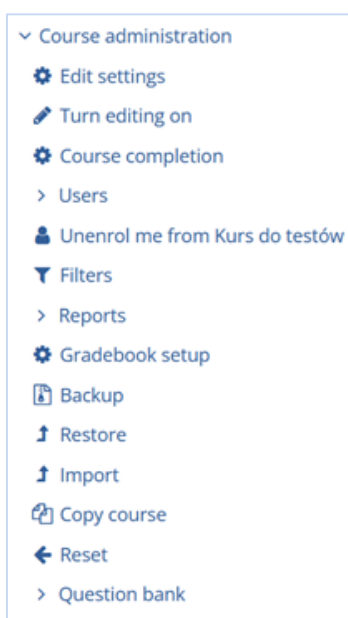 Course administration
Edit settings
Turn editing on
Course completion
Users
Unenrol me from Kurs do testów
Filters
Reports
Gradebook setup
Backup
Restore
Import
Copy course
Reset
Question bank